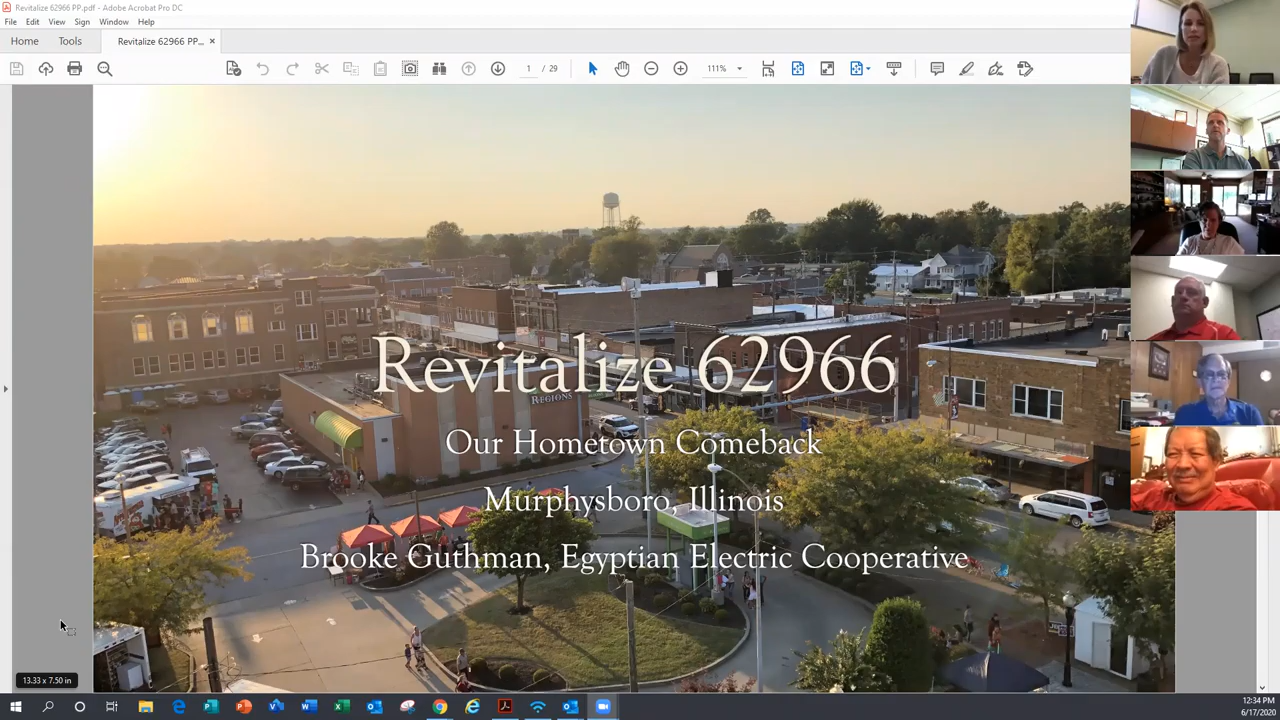 Revitalize 62966 PP.pdf - Adobe Acrobat Pro DC
File Edit View Sign Window Help
Home Tools Revitalize 62966 PP... ×
1 / 29 111%
Revitalize 62966
REGIONS
Our Hometown Comeback
Murphysboro, Illinois
Brooke Guthman, Egyptian Electric Cooperative
13.33 x 7.50 in
12:34 PM
6/17/2020